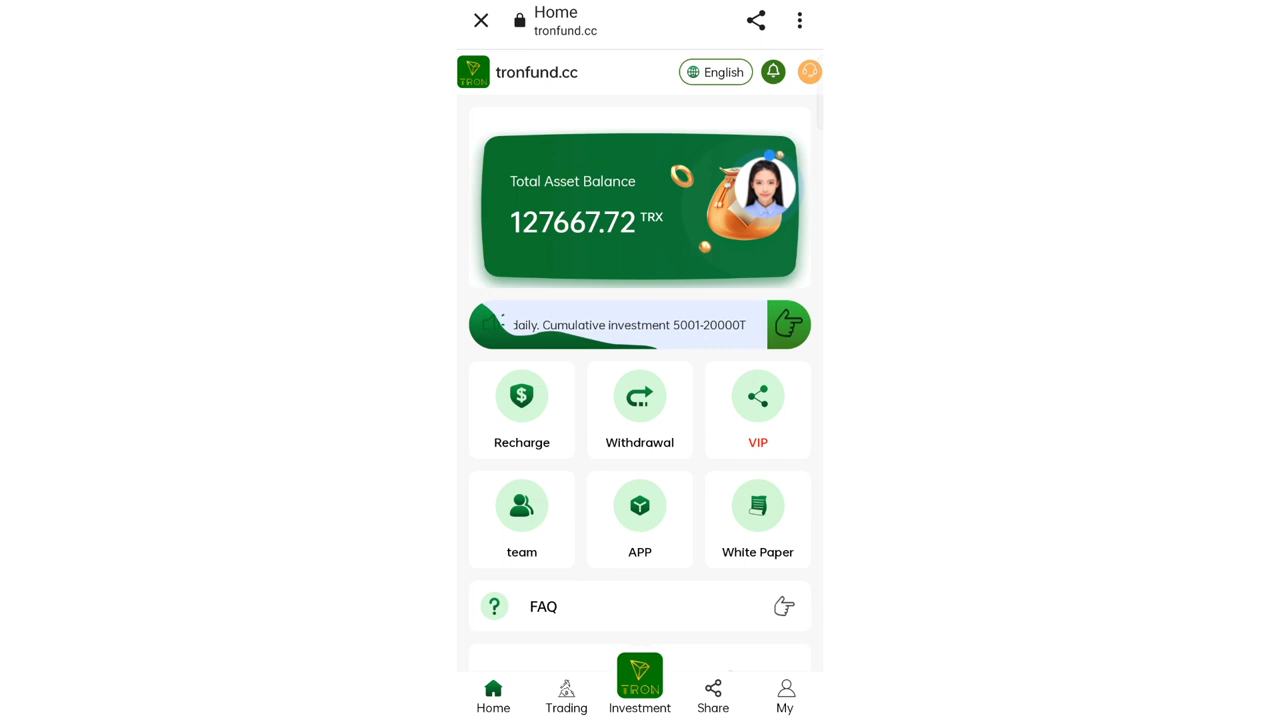 Home
tronfund.cc
TRON
tronfund.cc
English
Total Asset Balance
127667.72 TRX
daily. Cumulative investment 5001-20000T
Recharge
Withdrawal
VIP
team
APP
White Paper
? FAQ
TRON
Home
Trading
Investment
Share
My